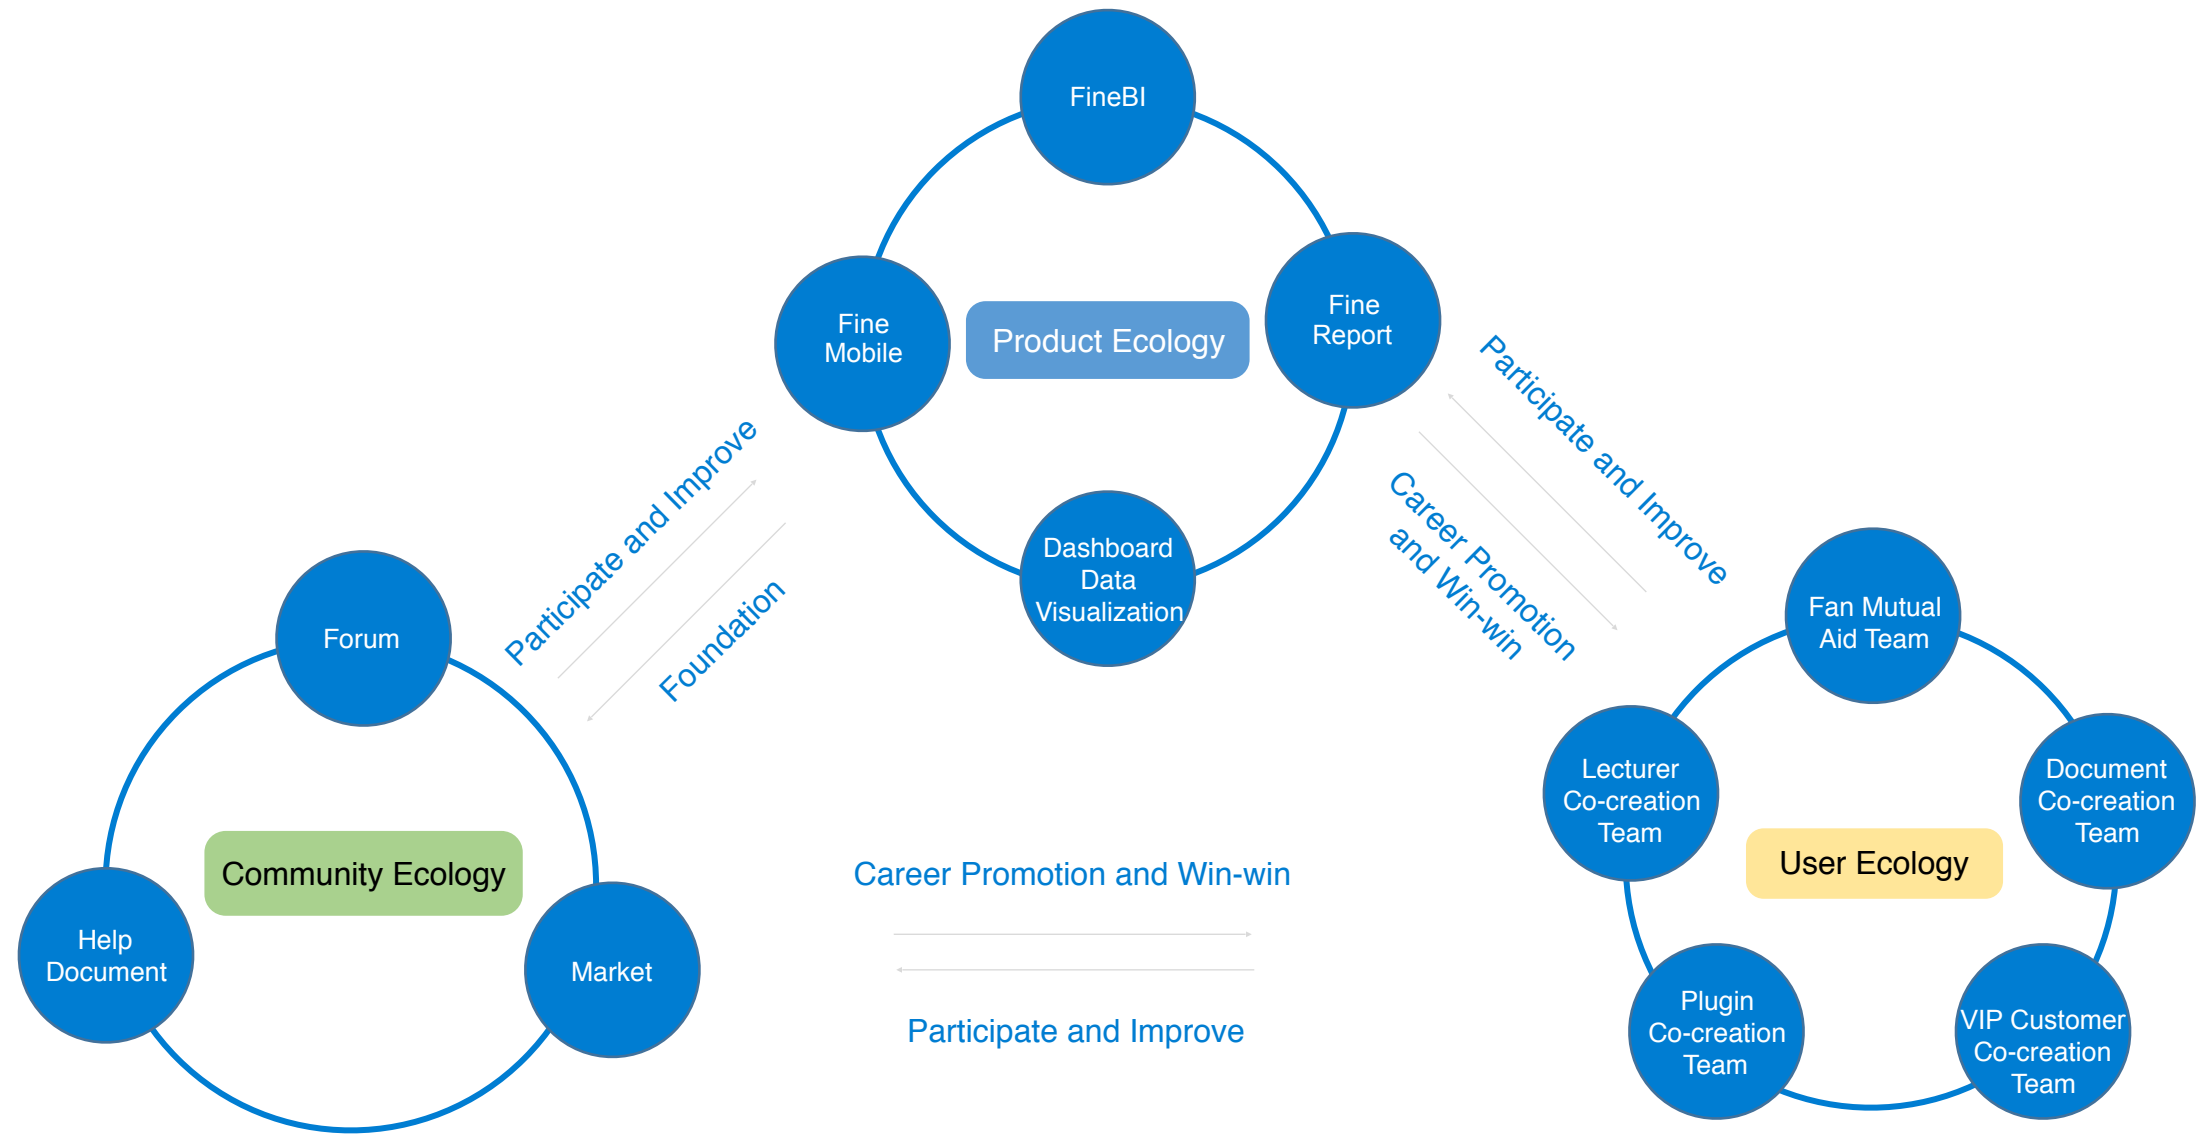 FineBI
Fine
Mobile
Product Ecology
Fine
Report
Dashboard
Data
Visualization
Participate and Improve
Foundation
Participate and Improve
Career Promotion
and Win-win
Forum
Community Ecology
Help
Document
Market
Career Promotion and Win-win
Participate and Improve
Fan Mutual
Aid Team
Lecturer
Co-creation
Team
Document
Co-creation
Team
User Ecology
Plugin
Co-creation
Team
VIP Customer
Co-creation
Team